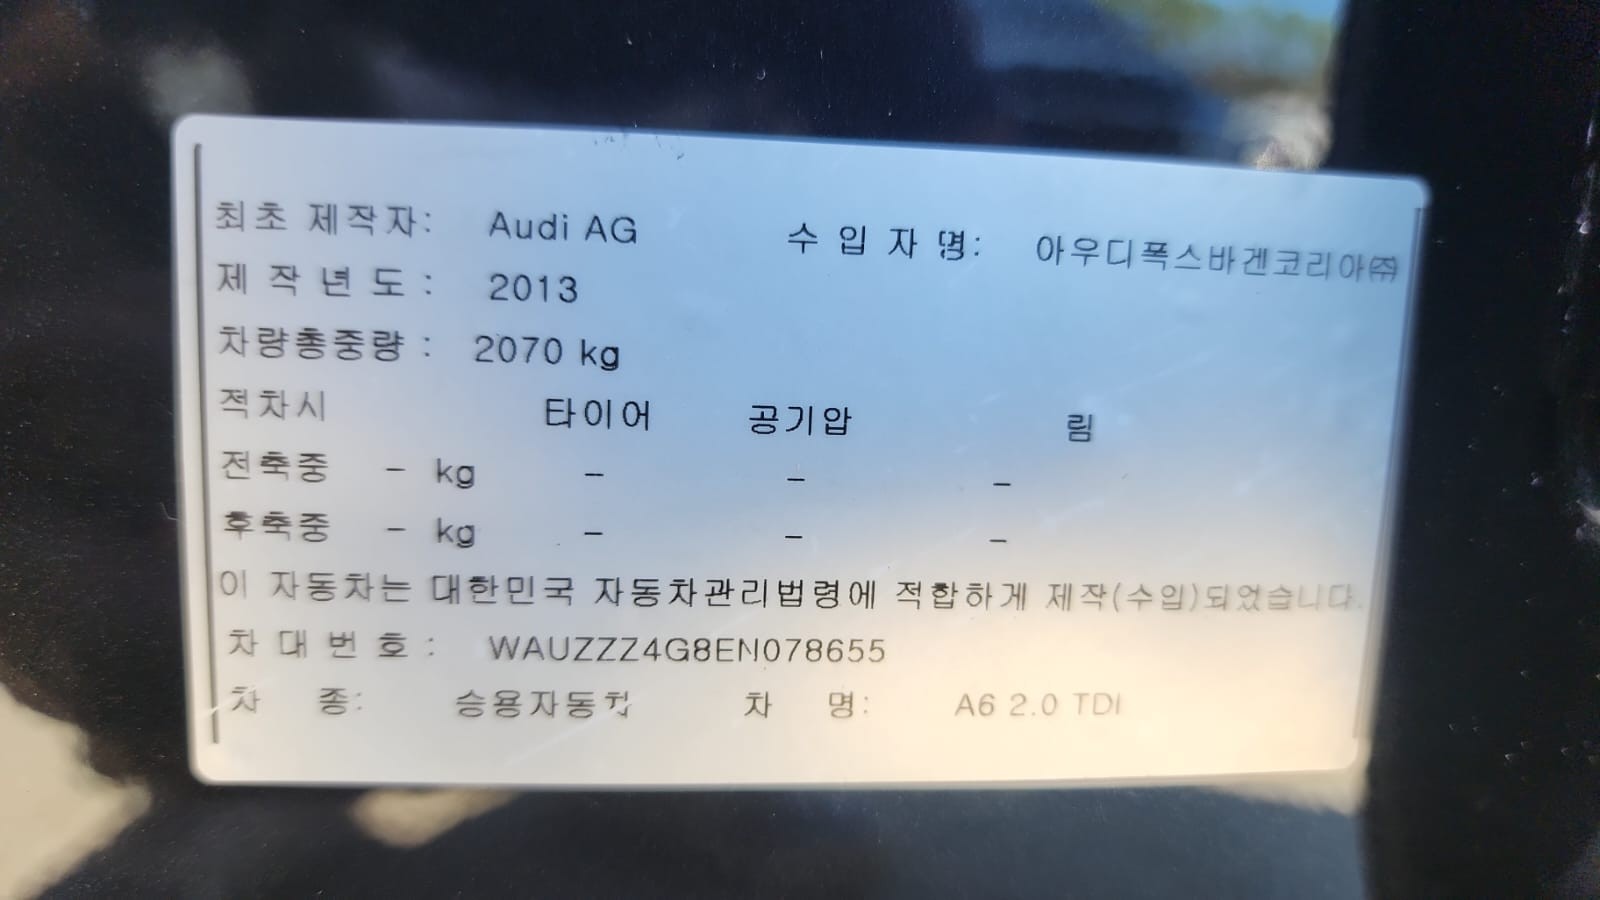 최초 제작자: Audi AG 수 입 자 명: 아우디폭스바겐코리아㈜
제 작 년 도 : 2013
차량총중량 : 2070 kg
적차시 타이어 공기압 림
전축중 - kg - - -
후축중 - kg - - -
이 자동차는 대한민국 자동차관리법령에 적합하게 제작(수입)되었습니다.
차 대 번 호 : WAUZZZ4G8EN078655
차 종: 승용자동차 차 명: A6 2.0 TDI